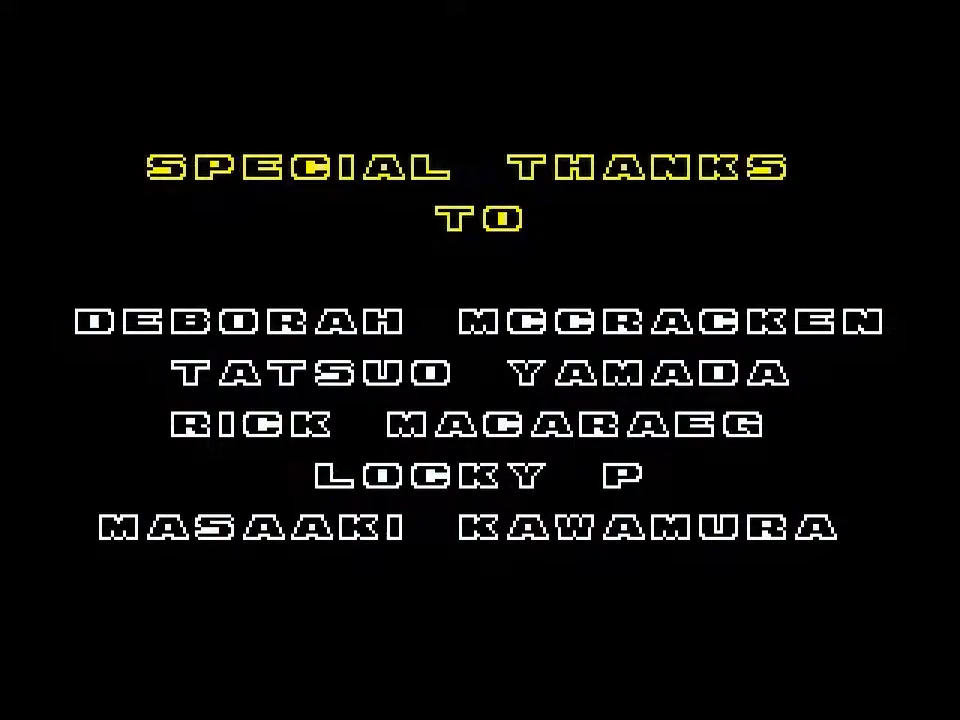 SPECIAL THANKS
TO
DEBORAH MCCRACKEN
TATSUO YAMADA
RICK MACARAEG
LOCKY P
MASAAKI KAWAMURA